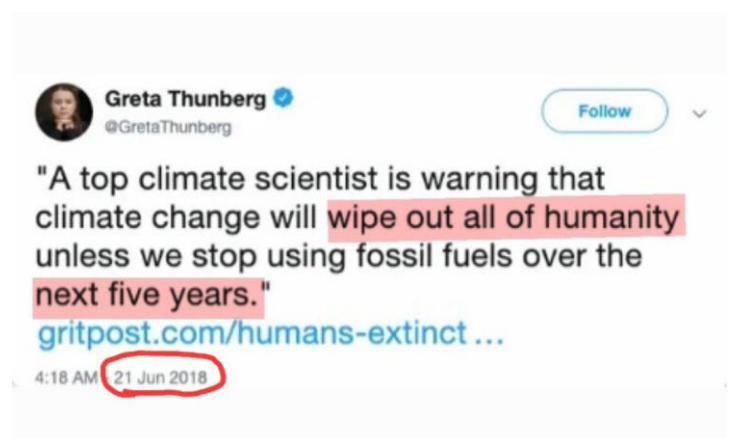 Greta Thunberg
@GretaThunberg
Follow
"A top climate scientist is warning that
climate change will wipe out all of humanity
unless we stop using fossil fuels over the
next five years."
gritpost.com/humans-extinct ...
4:18 AM - 21 Jun 2018